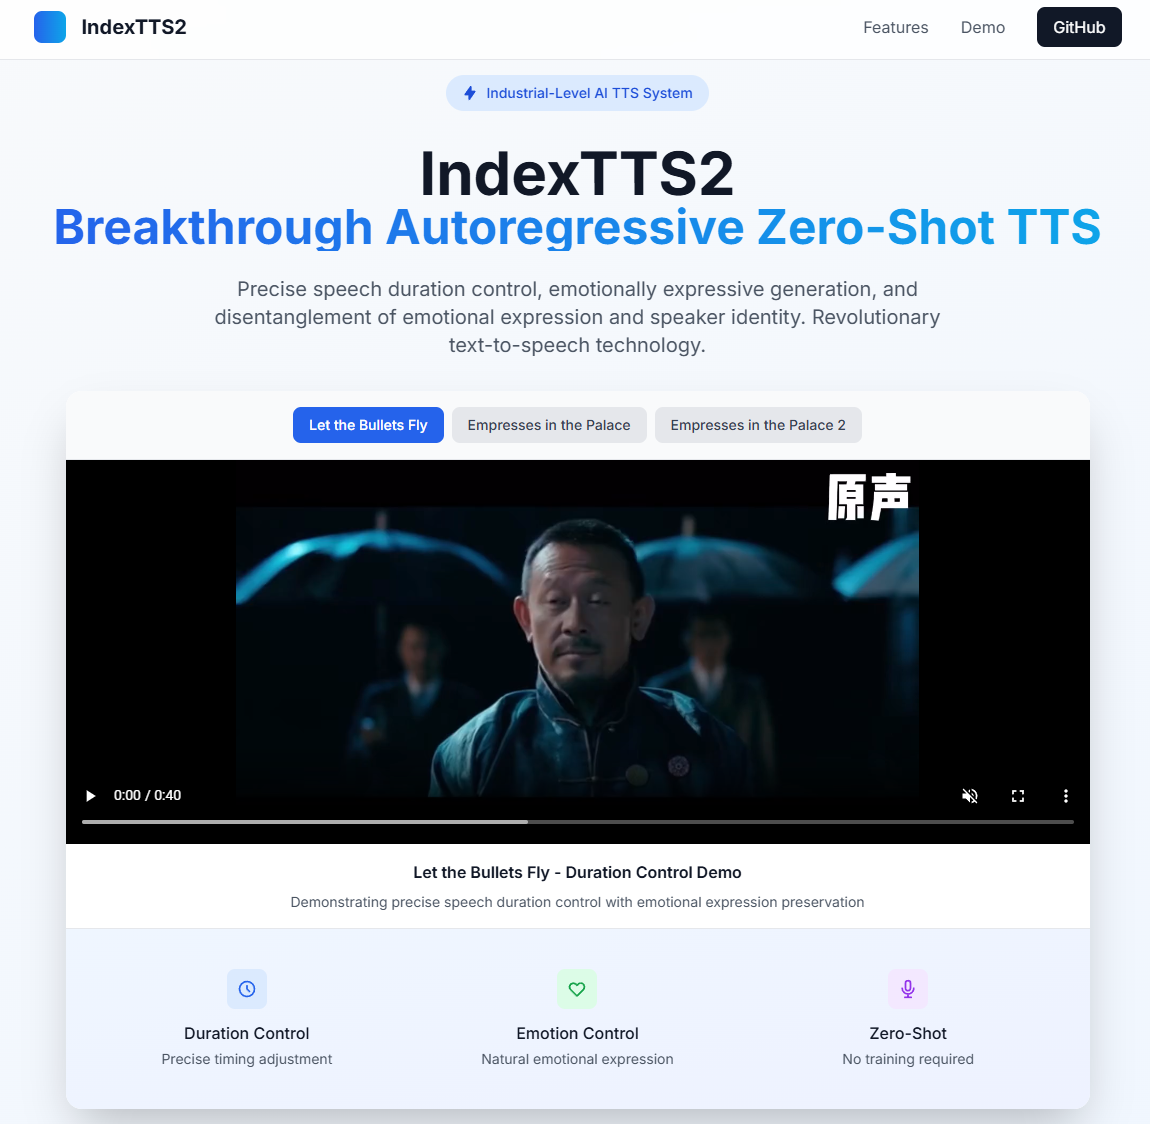 IndexTTS2
Features
Demo
GitHub
Industrial-Level AI TTS System
IndexTTS2
Breakthrough Autoregressive Zero-Shot TTS
Precise speech duration control, emotionally expressive generation, and
disentanglement of emotional expression and speaker identity. Revolutionary
text-to-speech technology.
Let the Bullets Fly
Empresses in the Palace
Empresses in the Palace 2
原声
0:00 / 0:40
Let the Bullets Fly - Duration Control Demo
Demonstrating precise speech duration control with emotional expression preservation
Duration Control
Precise timing adjustment
Emotion Control
Natural emotional expression
Zero-Shot
No training required